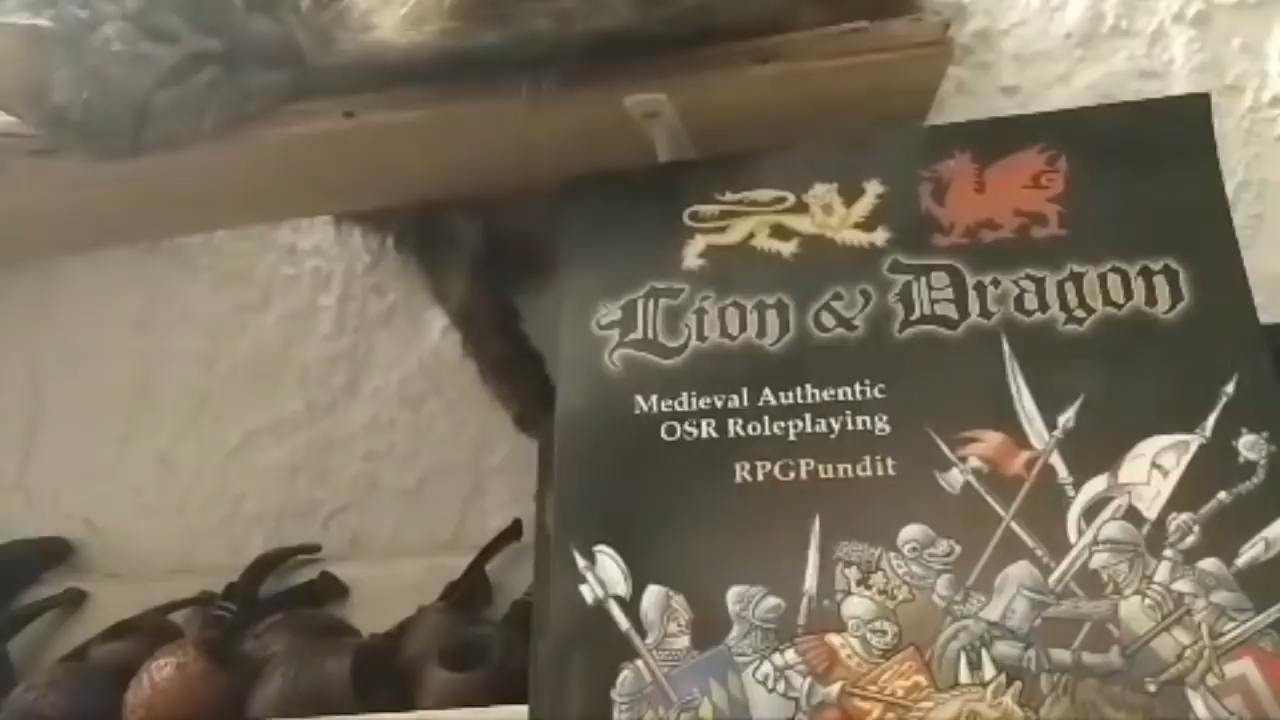 Lion & Dragon
Medieval Authentic
OSR Roleplaying
RPGPundit